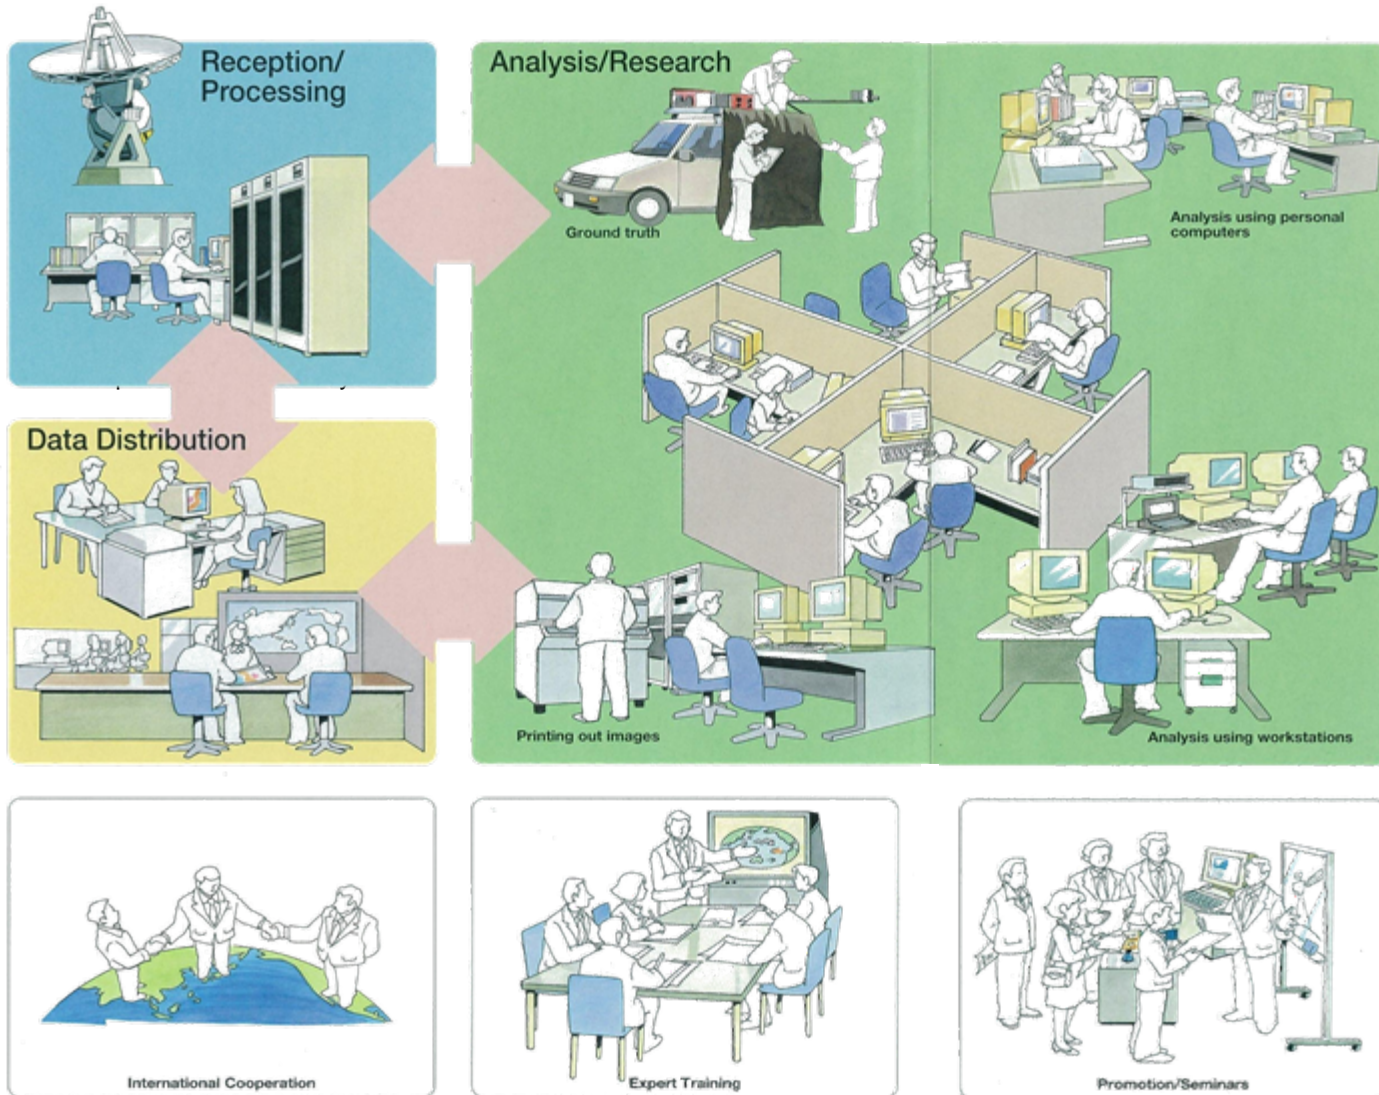 Reception/
Processing
Analysis/Research
Ground truth
Analysis using personal
computers
Data Distribution
Printing out images
Analysis using workstations
International Cooperation
Expert Training
Promotion/Seminars